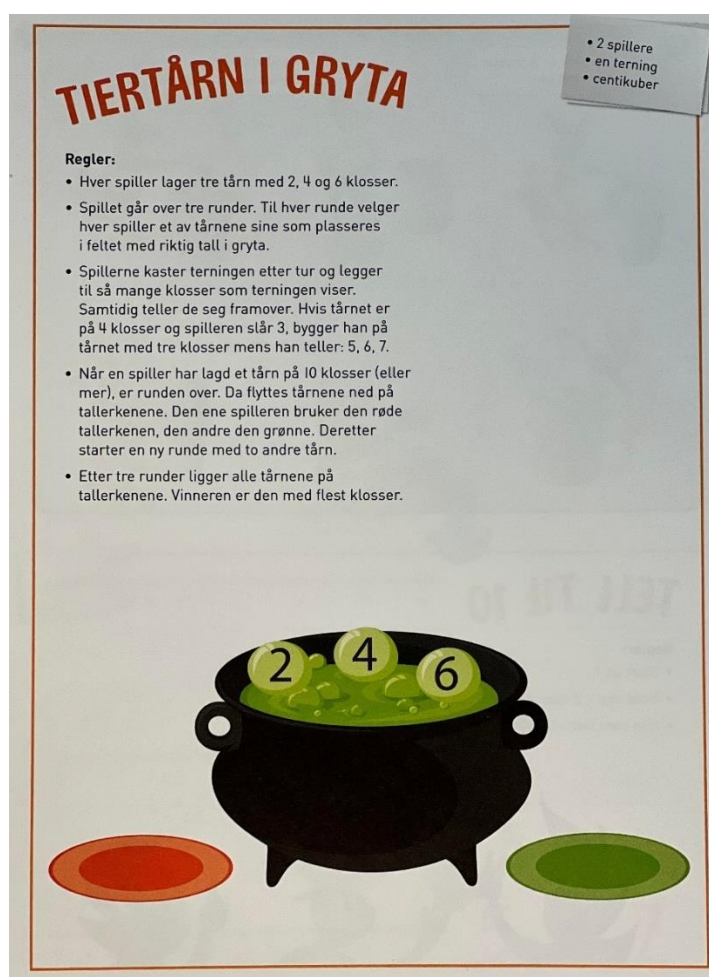 • 2 spillere
• en terning
• centikuber
TIERTÅRN I GRYTA
Regler:
• Hver spiller lager tre tårn med 2, 4 og 6 klosser.
• Spillet går over tre runder. Til hver runde velger
hver spiller et av tårnene sine som plasseres
i feltet med riktig tall i gryta.
• Spillerne kaster terningen etter tur og legger
til så mange klosser som terningen viser.
Samtidig teller de seg framover. Hvis tårnet er
på 4 klosser og spilleren slår 3, bygger han på
tårnet med tre klosser mens han teller: 5, 6, 7.
• Når en spiller har lagd et tårn på 10 klosser (eller
mer), er runden over. Da flyttes tårnene ned på
tallerkenene. Den ene spilleren bruker den røde
tallerkenen, den andre den grønne. Deretter
starter en ny runde med to andre tårn.
• Etter tre runder ligger alle tårnene på
tallerkenene. Vinneren er den med flest klosser.
TELL TIL 10
2 4 6